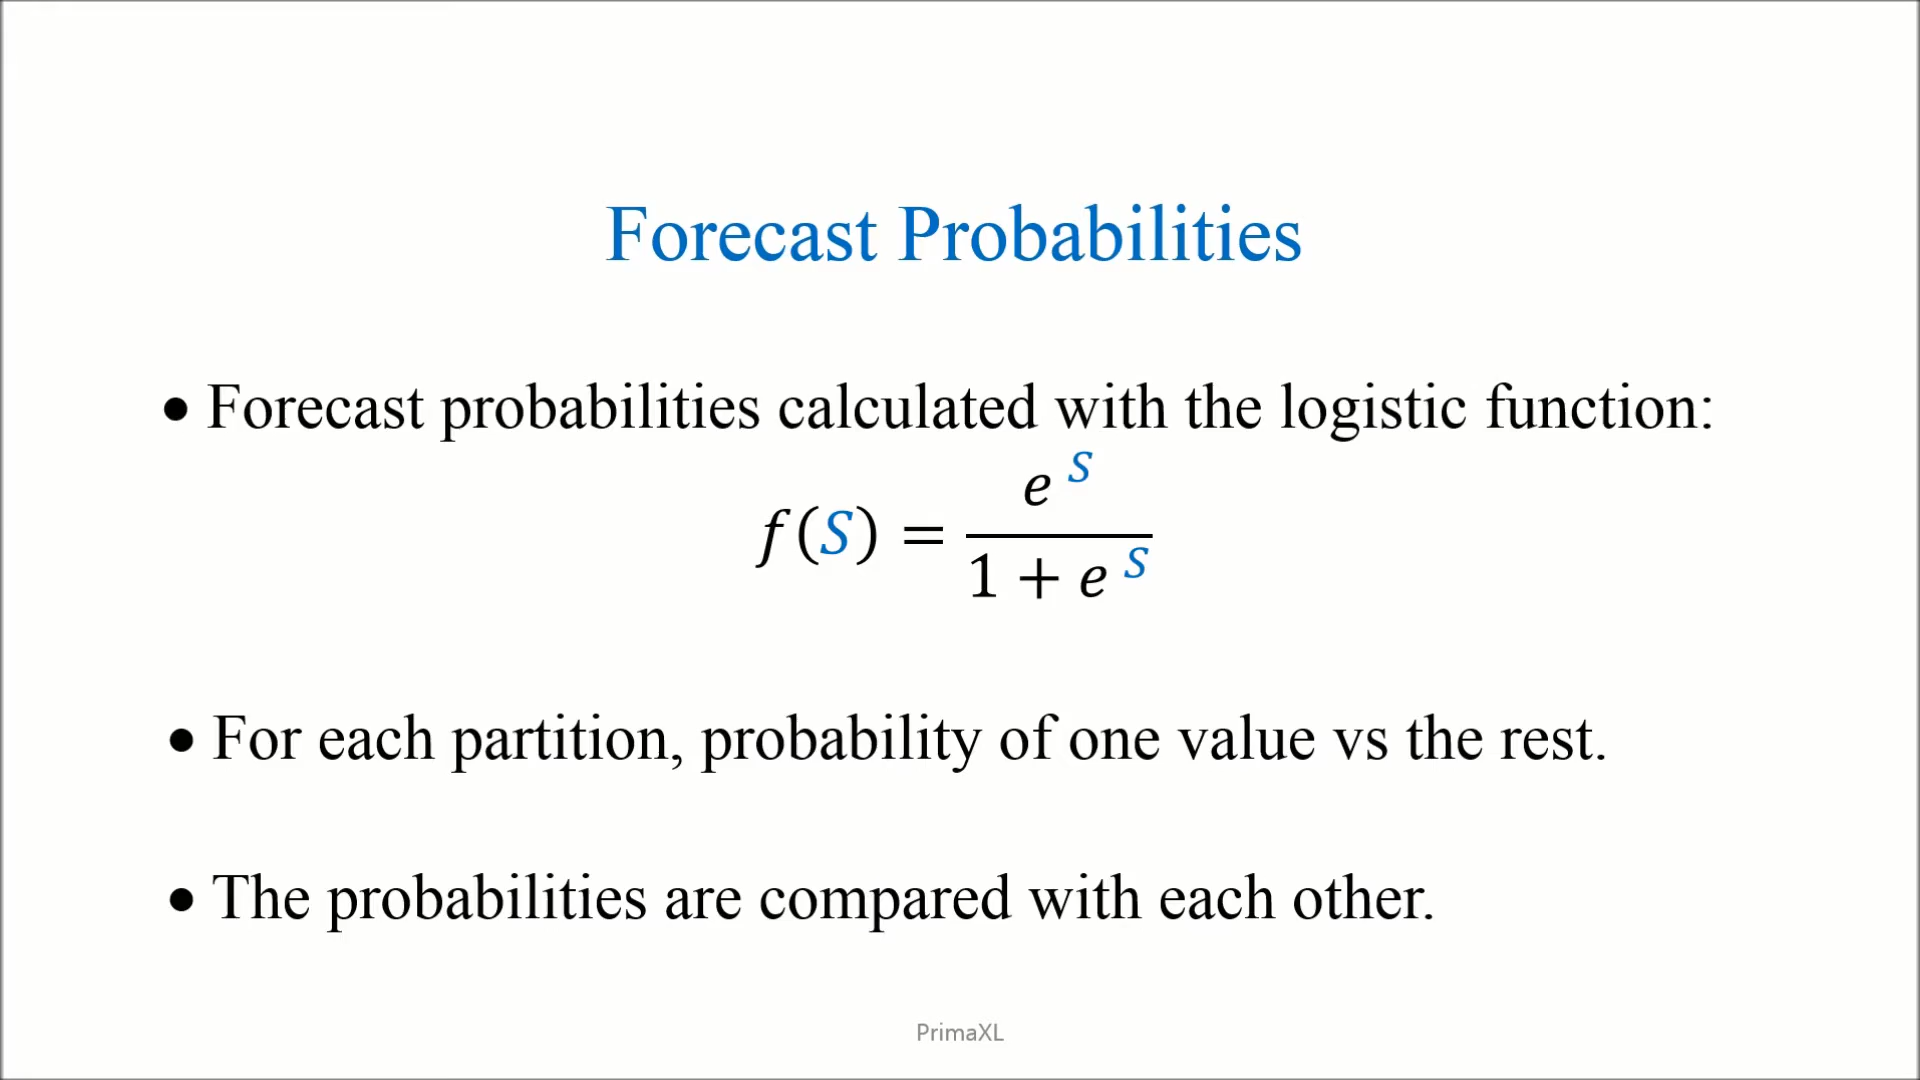 Forecast Probabilities
• Forecast probabilities calculated with the logistic function:
f(S) = e^S / (1 + e^S)
• For each partition, probability of one value vs the rest.
• The probabilities are compared with each other.
PrimaXL